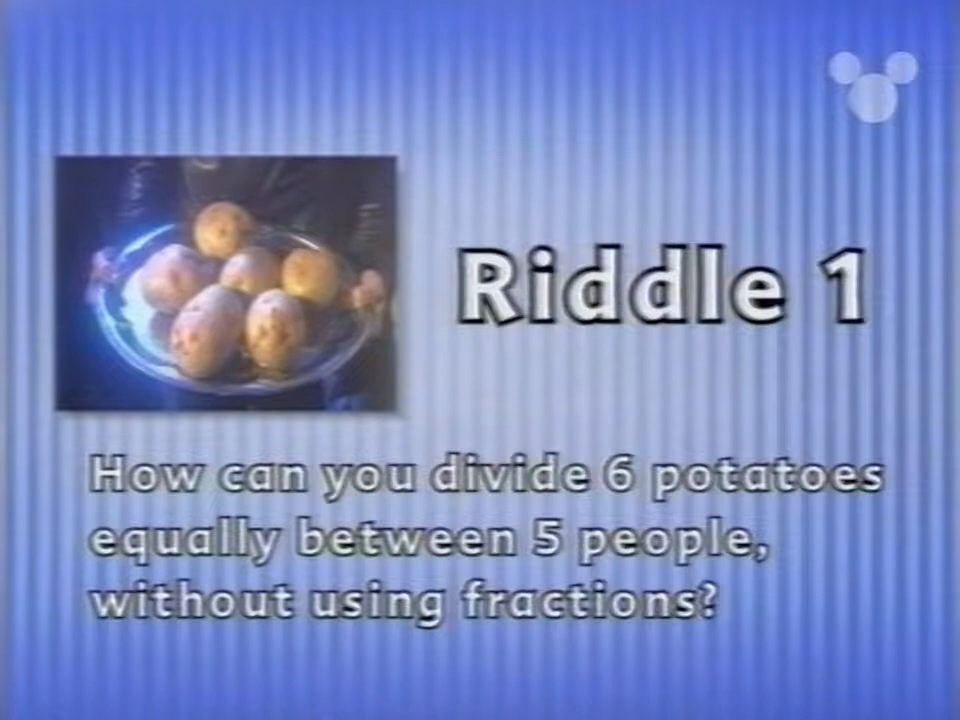 Riddle 1
How can you divide 6 potatoes
equally between 5 people,
without using fractions?